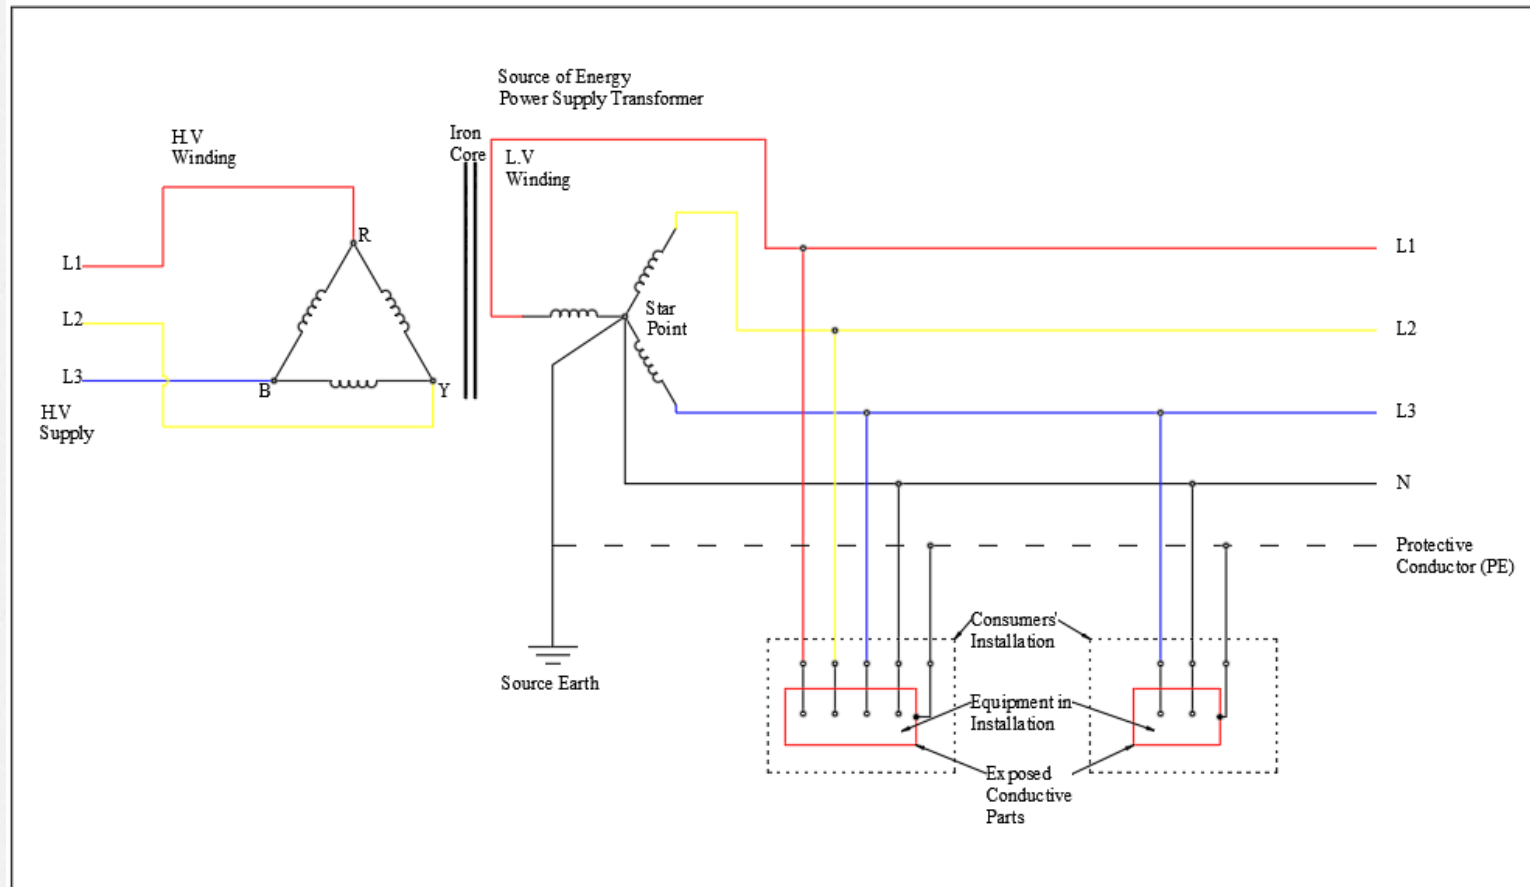 Source of Energy
Power Supply Transformer
H.V
Winding
Iron
Core
L.V
Winding
R
L1
L2
L3
B
Y
H.V
Supply
Star
Point
L1
L2
L3
N
Protective
Conductor (PE)
Source Earth
Consumers'
Installation
Equipment in
Installation
Exposed
Conductive
Parts